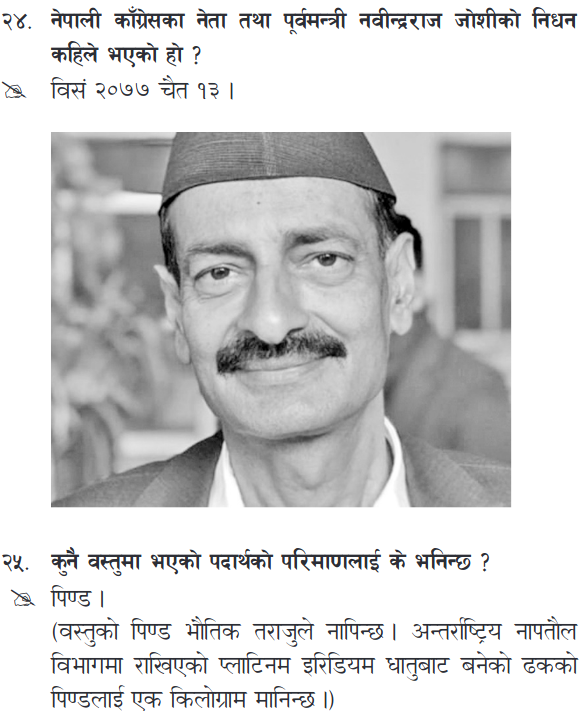 २४. नेपाली काँग्रेसका नेता तथा पूर्वमन्त्री नवीन्द्रराज जोशीको निधन
कहिले भएको हो ?
विसं २०७७ चैत १३ ।
२५. कुनै वस्तुमा भएको पदार्थको परिमाणलाई के भनिन्छ ?
पिण्ड ।
(वस्तुको पिण्ड भौतिक तराजुले नापिन्छ । अन्तर्राष्ट्रिय नापतौल
विभागमा राखिएको प्लाटिनम इरिडियम धातुबाट बनेको ढकको
पिण्डलाई एक किलोग्राम मानिन्छ ।)